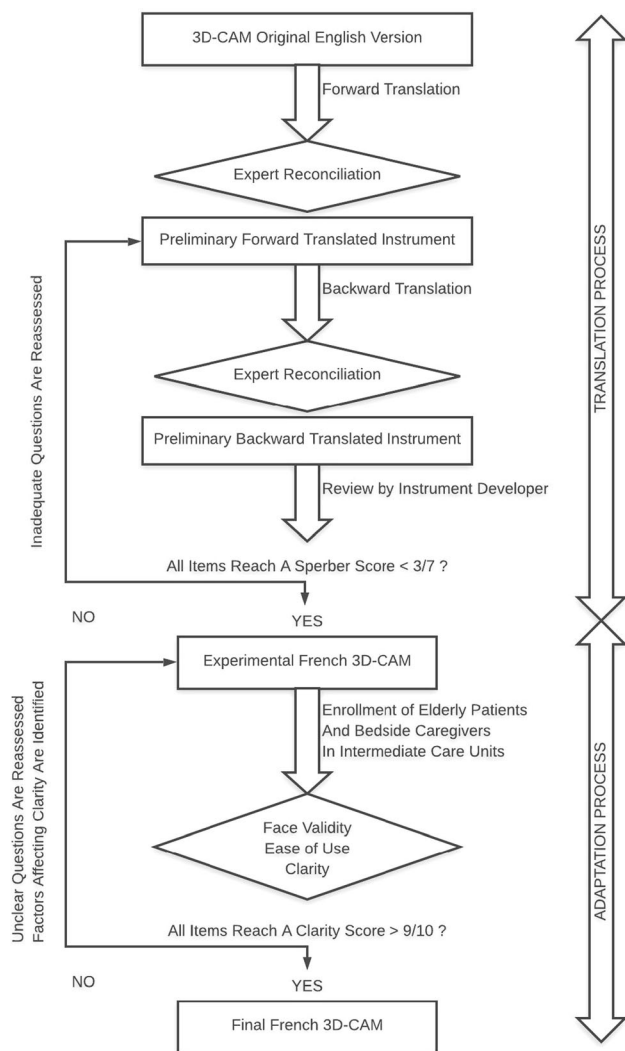 3D-CAM Original English Version
Forward Translation
Expert Reconciliation
Preliminary Forward Translated Instrument
Backward Translation
Expert Reconciliation
Preliminary Backward Translated Instrument
Review by Instrument Developer
Inadequate Questions Are Reassessed
All Items Reach A Sperber Score < 3/7 ?
NO
YES
TRANSLATION PROCESS
Experimental French 3D-CAM
Enrollment of Elderly Patients
And Bedside Caregivers
In Intermediate Care Units
Face Validity
Ease of Use
Clarity
Unclear Questions Are Reassessed
Factors Affecting Clarity Are Identified
All Items Reach A Clarity Score > 9/10 ?
NO
YES
Final French 3D-CAM
ADAPTATION PROCESS